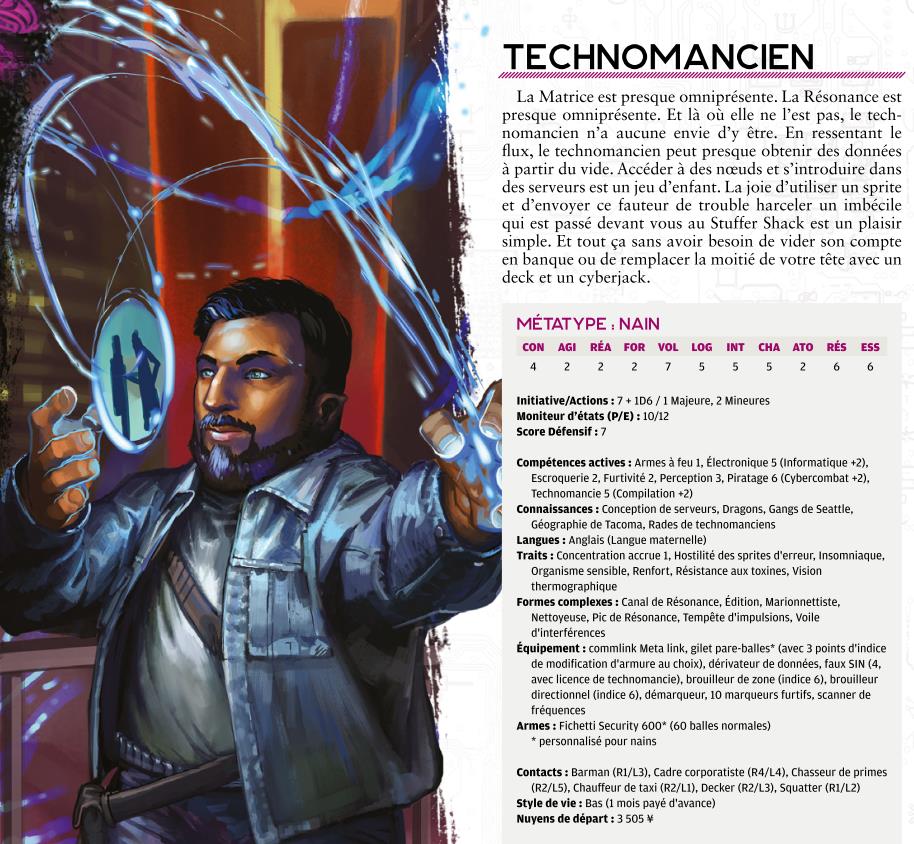 TECHNOMANCIEN
La Matrice est presque omniprésente. La Résonance est
presque omniprésente. Et là où elle ne l'est pas, le tech-
nomancien n'a aucune envie d'y être. En ressentant le
flux, le technomancien peut presque obtenir des données
à partir du vide. Accéder à des nœuds et s'introduire dans
des serveurs est un jeu d'enfant. La joie d'utiliser un sprite
et d'envoyer ce fauteur de trouble harceler un imbécile
qui est passé devant vous au Stuffer Shack est un plaisir
simple. Et tout ça sans avoir besoin de vider son compte
en banque ou de remplacer la moitié de votre tête avec un
deck et un cyberjack.
MÉTATYPE : NAIN
CON AGI RÉA FOR VOL LOG INT CHA ATO RÉS ESS
4 2 2 2 7 5 5 5 2 6 6
Initiative/Actions : 7 + 1D6 / 1 Majeure, 2 Mineures
Moniteur d'états (P/E) : 10/12
Score Défensif : 7
Compétences actives : Armes à feu 1, Électronique 5 (Informatique +2),
Escroquerie 2, Furtivité 2, Perception 3, Piratage 6 (Cybercombat +2),
Technomancie 5 (Compilation +2)
Connaissances : Conception de serveurs, Dragons, Gangs de Seattle,
Géographie de Tacoma, Rades de technomanciens
Langues : Anglais (Langue maternelle)
Traits : Concentration accrue 1, Hostilité des sprites d'erreur, Insomniaque,
Organisme sensible, Renfort, Résistance aux toxines, Vision
thermographique
Formes complexes : Canal de Résonance, Édition, Marionnettiste,
Nettoyeuse, Pic de Résonance, Tempête d'impulsions, Voile
d'interférences
Équipement : commlink Meta link, gilet pare-balles* (avec 3 points d'indice
de modification d'armure au choix), dérivateur de données, faux SIN (4,
avec licence de technomancie), brouilleur de zone (indice 6), brouilleur
directionnel (indice 6), démarqueur, 10 marqueurs furtifs, scanner de
fréquences
Armes : Fichetti Security 600* (60 balles normales)
* personnalisé pour nains
Contacts : Barman (R1/L3), Cadre corporatiste (R4/L4), Chasseur de primes
(R2/L5), Chauffeur de taxi (R2/L1), Decker (R2/L3), Squatter (R1/L2)
Style de vie : Bas (1 mois payé d'avance)
Nuyens de départ : 3 505 ¥